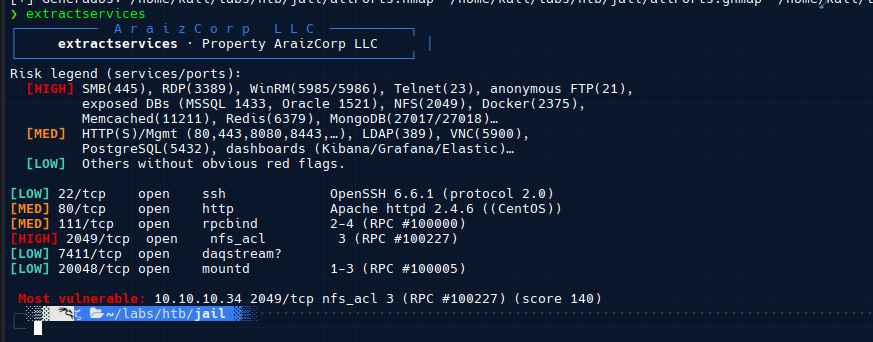 [+] Generados: /home/kali/labs/htb/jail/allPorts.nmap /home/kali/labs/htb/jail/allPorts.gnmap
❯ extractservices
AraizCorp LLC
extractservices · Property AraizCorp LLC
Risk legend (services/ports):
[HIGH] SMB(445), RDP(3389), WinRM(5985/5986), Telnet(23), anonymous FTP(21),
exposed DBs (MSSQL 1433, Oracle 1521), NFS(2049), Docker(2375),
Memcached(11211), Redis(6379), MongoDB(27017/27018)…
[MED] HTTP(S)/Mgmt (80,443,8080,8443,…), LDAP(389), VNC(5900),
PostgreSQL(5432), dashboards (Kibana/Grafana/Elastic)…
[LOW] Others without obvious red flags.
[LOW] 22/tcp open ssh OpenSSH 6.6.1 (protocol 2.0)
[MED] 80/tcp open http Apache httpd 2.4.6 ((CentOS))
[MED] 111/tcp open rpcbind 2-4 (RPC #100000)
[HIGH] 2049/tcp open nfs_acl 3 (RPC #100227)
[LOW] 7411/tcp open daqstream?
[LOW] 20048/tcp open mountd 1-3 (RPC #100005)
Most vulnerable: 10.10.10.34 2049/tcp nfs_acl 3 (RPC #100227) (score 140)
~/labs/htb/jail